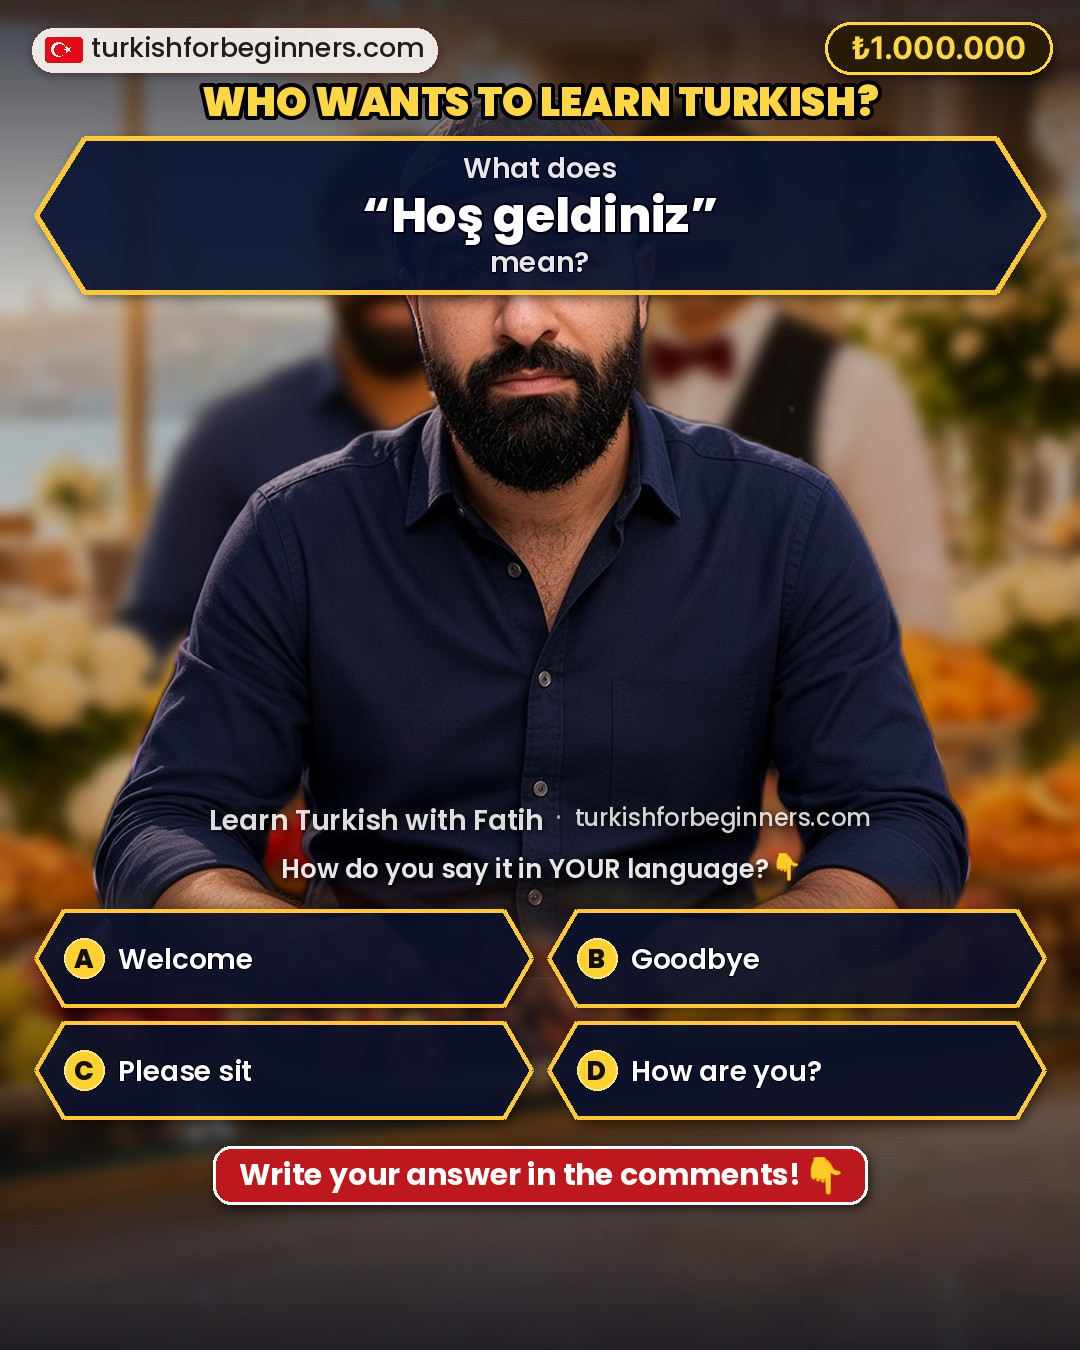 turkishforbeginners.com
₺1.000.000
WHO WANTS TO LEARN TURKISH?
What does
“Hoş geldiniz”
mean?
Learn Turkish with Fatih · turkishforbeginners.com
How do you say it in YOUR language?👇
A Welcome
B Goodbye
C Please sit
D How are you?
Write your answer in the comments!👇